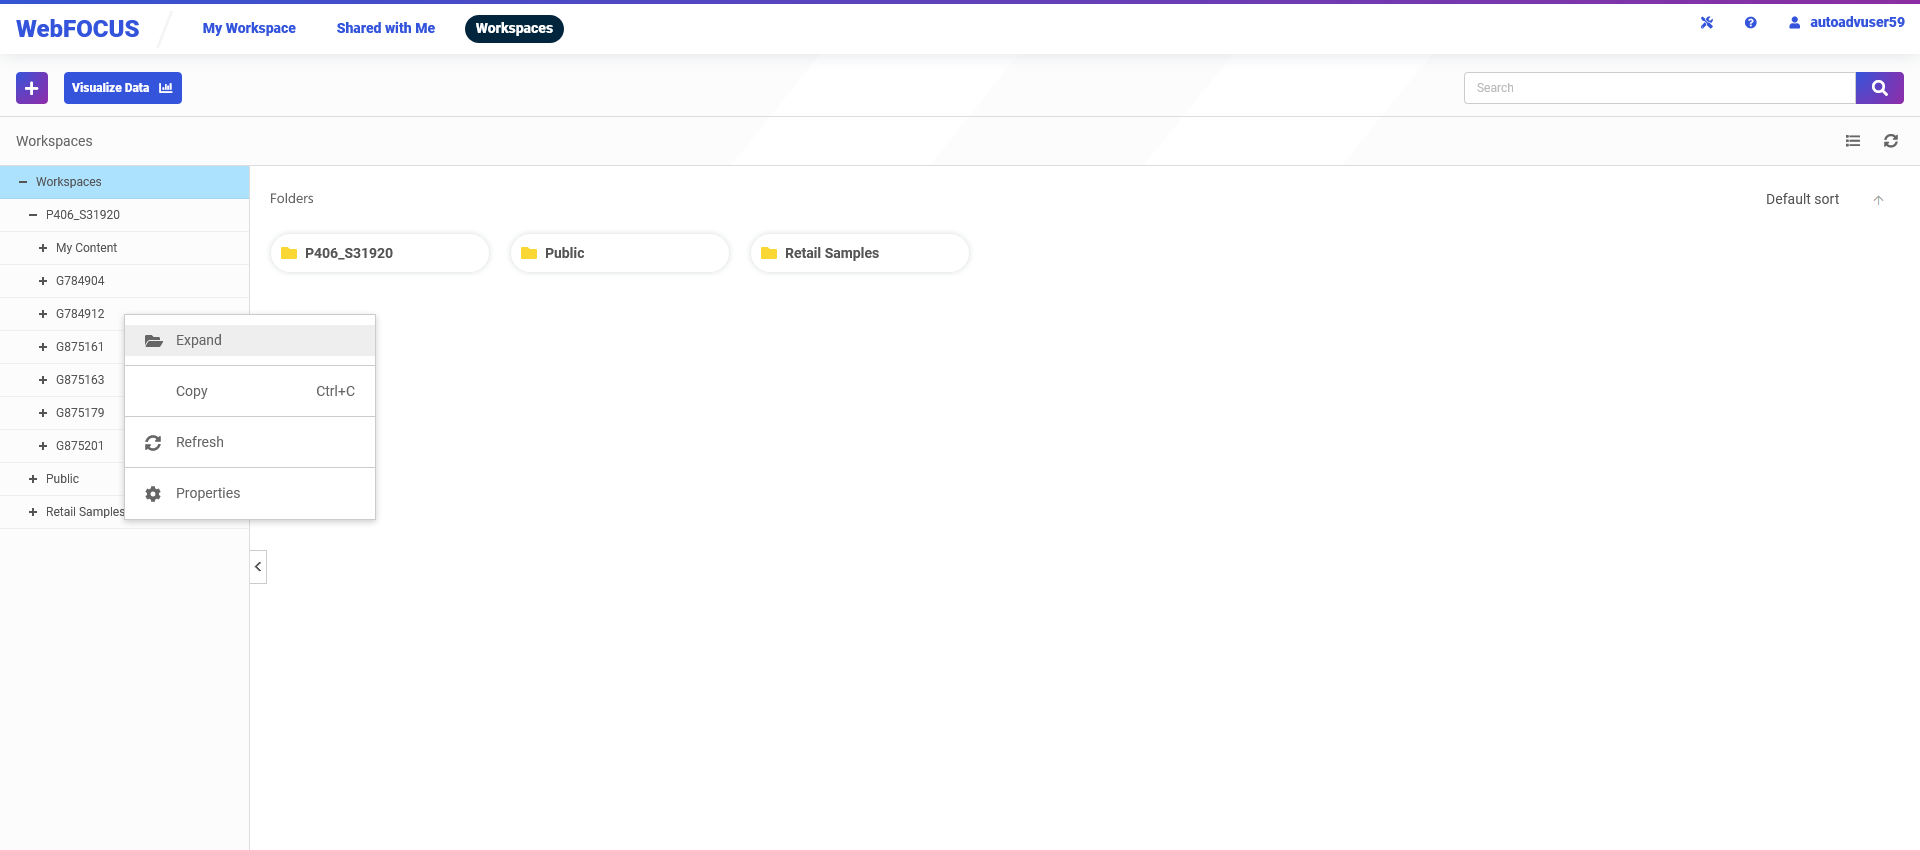 WebFOCUS
My Workspace
Shared with Me
Workspaces
autoadvuser59
Visualize Data
Search
Workspaces
Workspaces
P406_S31920
My Content
G784904
G784912
G875161
G875163
G875179
G875201
Public
Retail Samples
Expand
Copy Ctrl+C
Refresh
Properties
Folders
Default sort
P406_S31920
Public
Retail Samples